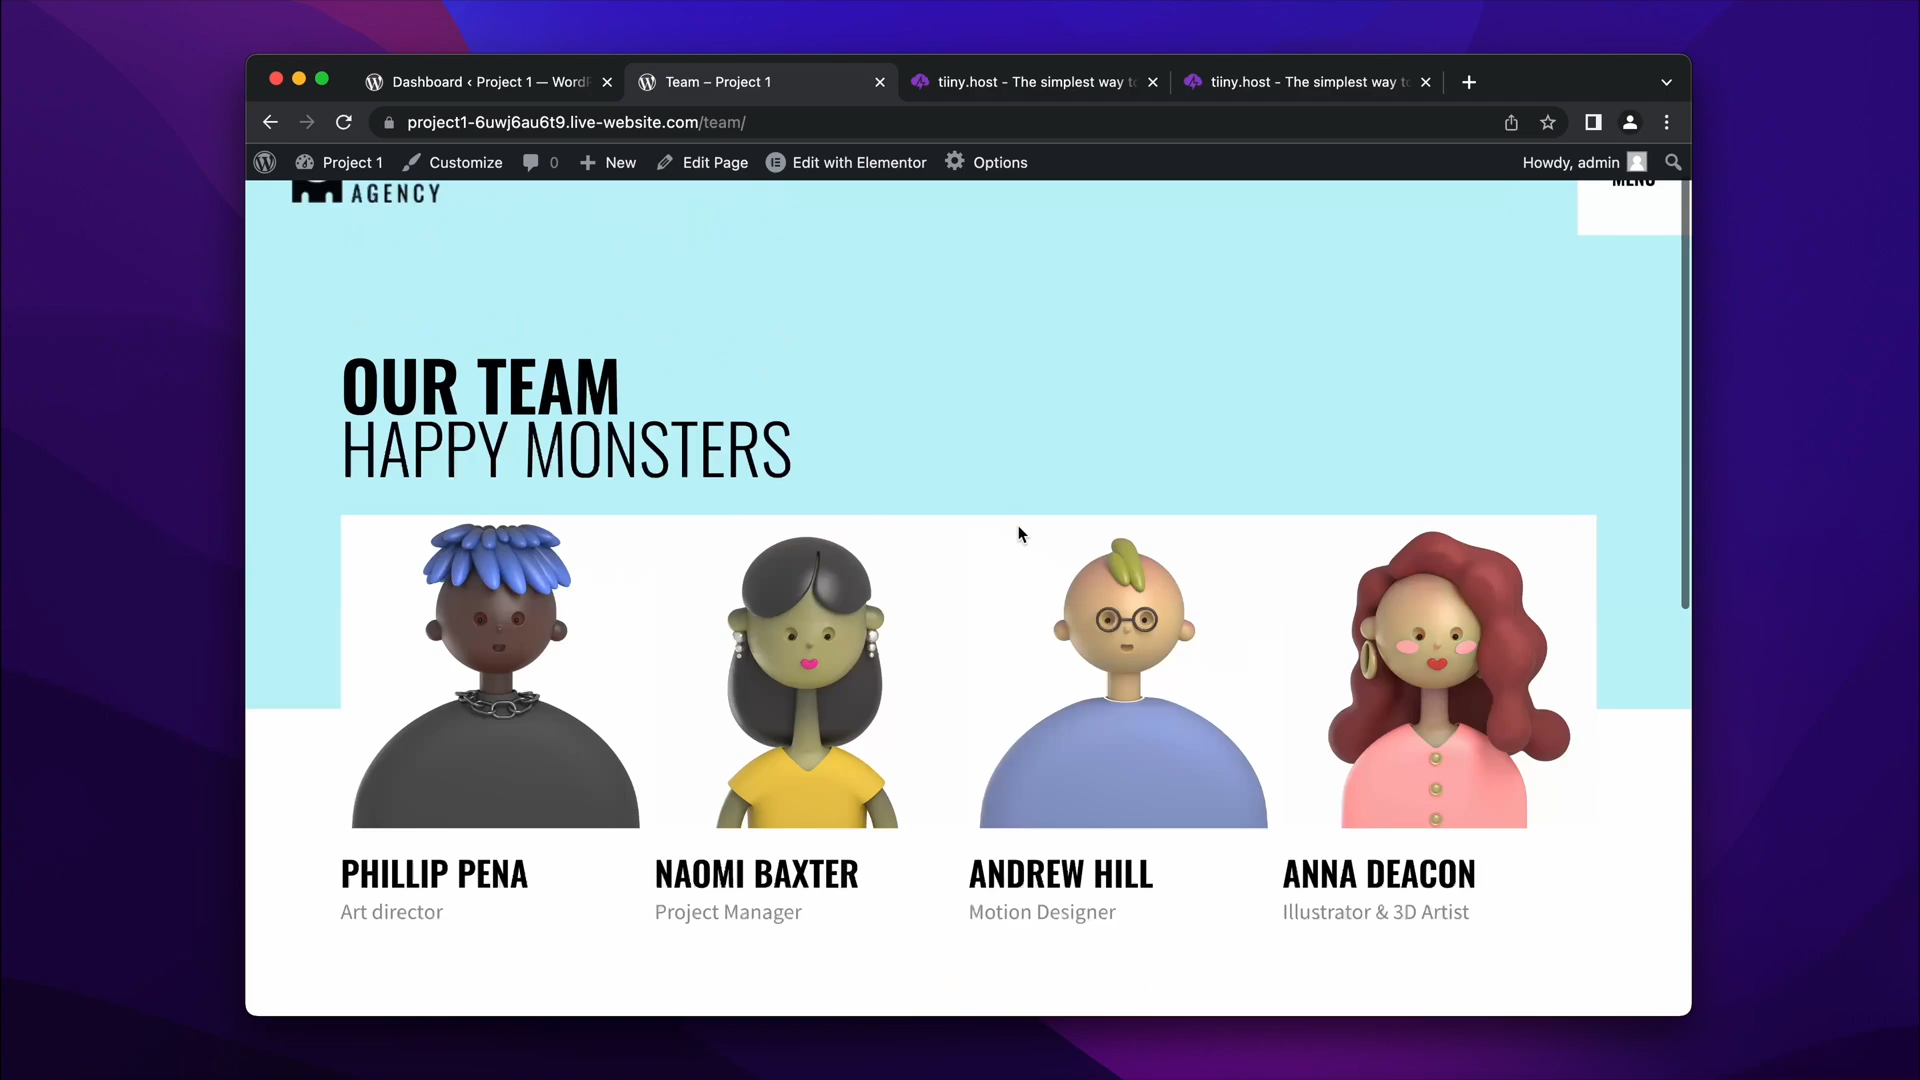 Dashboard ‹ Project 1 — WordP
Team – Project 1
tiiny.host - The simplest way to
tiiny.host - The simplest way to
project1-6uwj6au6t9.live-website.com/team/
Project 1
Customize
0
New
Edit Page
Edit with Elementor
Options
Howdy, admin
AGENCY
MENU
OUR TEAM
HAPPY MONSTERS
PHILLIP PENA
Art director
NAOMI BAXTER
Project Manager
ANDREW HILL
Motion Designer
ANNA DEACON
Illustrator & 3D Artist